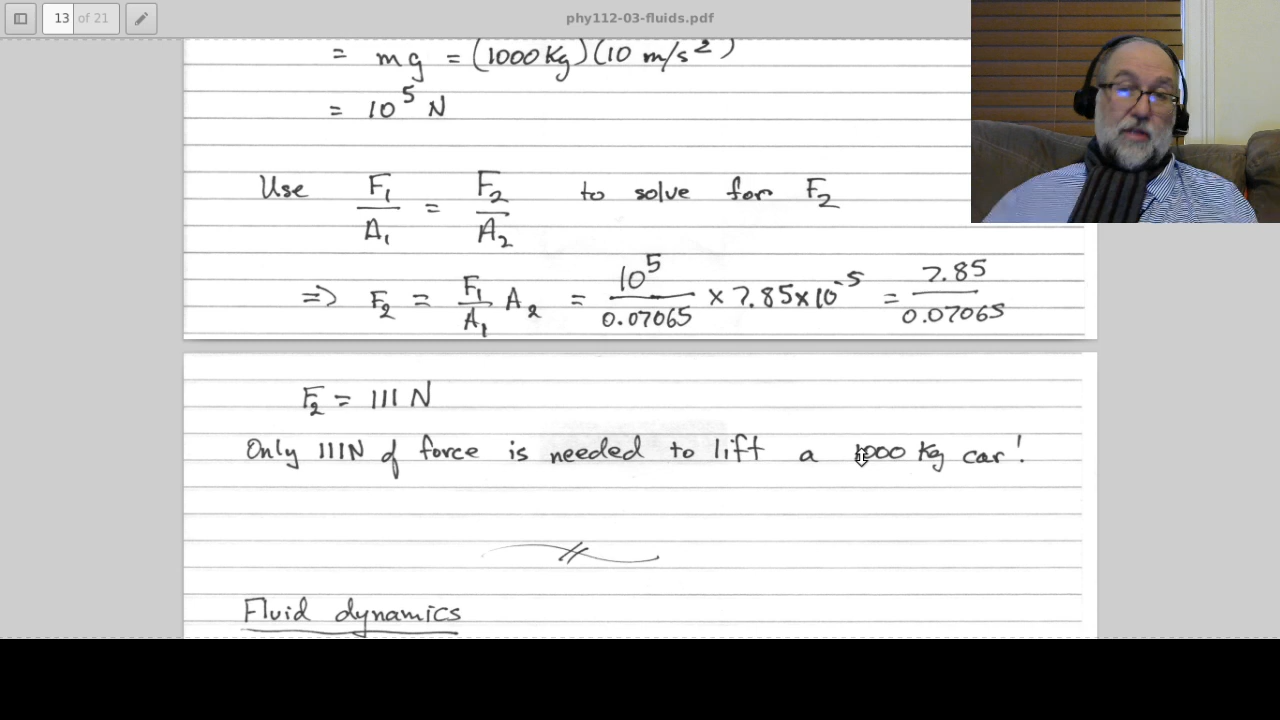 13 of 21
phy112-03-fluids.pdf
= mg = (1000 Kg)(10 m/s²)
= 10⁵ N
Use F₁/A₁ = F₂/A₂ to solve for F₂
⇒ F₂ = F₁/A₁ A₂ = 10⁵/0.07065 × 7.85×10⁻⁵ = 7.85/0.07065
F₂ = 111 N
Only 111N of force is needed to lift a 1000 Kg car!
Fluid dynamics